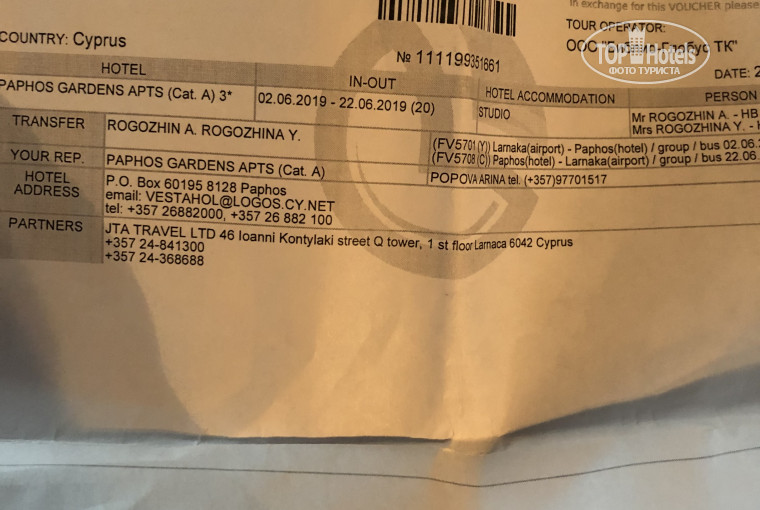 in exchange for this VOUCHER please
TOUR OPERATOR:
COUNTRY: Cyprus
№ 111199351661
ООО "Библио-Глобус ТК"
TopHotels
ФОТО ТУРИСТА
DATE: 2
HOTEL
IN-OUT
HOTEL ACCOMMODATION
PERSON
PAPHOS GARDENS APTS (Cat. A) 3*
02.06.2019 - 22.06.2019 (20)
STUDIO
Mr ROGOZHIN A. - HB
Mrs ROGOZHINA Y. - H
TRANSFER
ROGOZHIN A. ROGOZHINA Y.
(FV5701 (Y)) Larnaka(airport) - Paphos(hotel) / group / bus 02.06.
(FV5708 (C)) Paphos(hotel) - Larnaka(airport) / group / bus 22.06
YOUR REP.
PAPHOS GARDENS APTS (Cat. A)
POPOVA ARINA tel. (+357)97701517
HOTEL
ADDRESS
P.O. Box 60195 8128 Paphos
email: VESTAHOL@LOGOS.CY.NET
tel: +357 26882000, +357 26 882 100
PARTNERS
JTA TRAVEL LTD 46 Ioanni Kontylaki street Q tower, 1 st floor Larnaca 6042 Cyprus
+357 24-841300
+357 24-368688